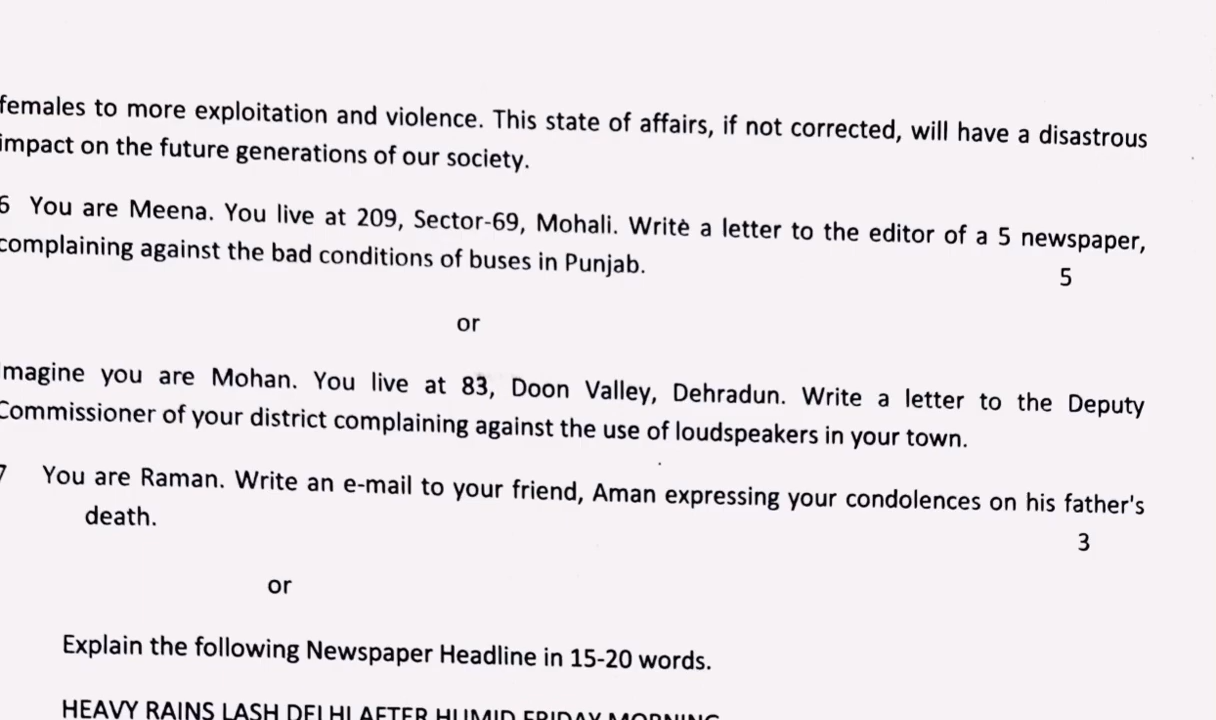 females to more exploitation and violence. This state of affairs, if not corrected, will have a disastrous
impact on the future generations of our society.
6 You are Meena. You live at 209, Sector-69, Mohali. Write a letter to the editor of a 5 newspaper,
complaining against the bad conditions of buses in Punjab.
5
or
Imagine you are Mohan. You live at 83, Doon Valley, Dehradun. Write a letter to the Deputy
Commissioner of your district complaining against the use of loudspeakers in your town.
7 You are Raman. Write an e-mail to your friend, Aman expressing your condolences on his father's
death.
3
or
Explain the following Newspaper Headline in 15-20 words.
HEAVY RAINS LASH DELHI AFTER HUMID FRIDAY MORNING